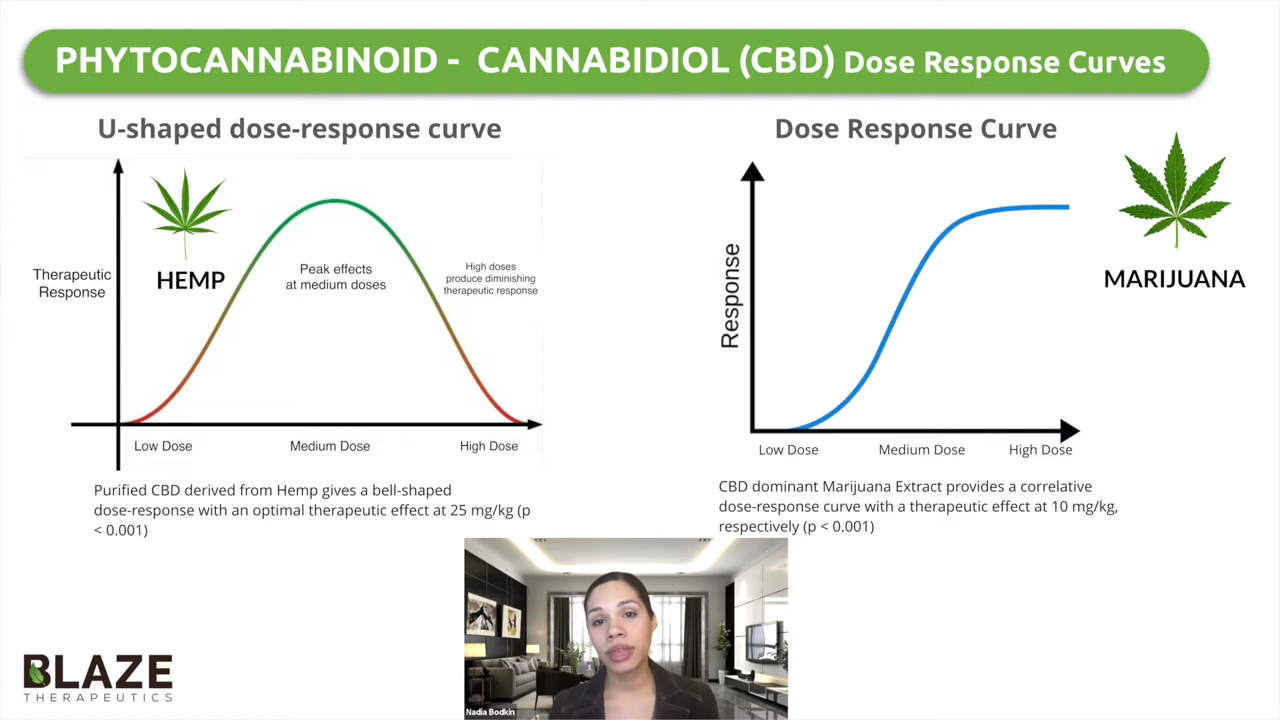 PHYTOCANNABINOID - CANNABIDIOL (CBD) Dose Response Curves
U-shaped dose-response curve
Therapeutic
Response
HEMP
Peak effects
at medium doses
High doses
produce diminishing
therapeutic response
Low Dose
Medium Dose
High Dose
Purified CBD derived from Hemp gives a bell-shaped
dose-response with an optimal therapeutic effect at 25 mg/kg (p
< 0.001)
Dose Response Curve
Response
MARIJUANA
Low Dose
Medium Dose
High Dose
CBD dominant Marijuana Extract provides a correlative
dose-response curve with a therapeutic effect at 10 mg/kg,
respectively (p < 0.001)
BLAZE
THERAPEUTICS
Nadia Bodkin